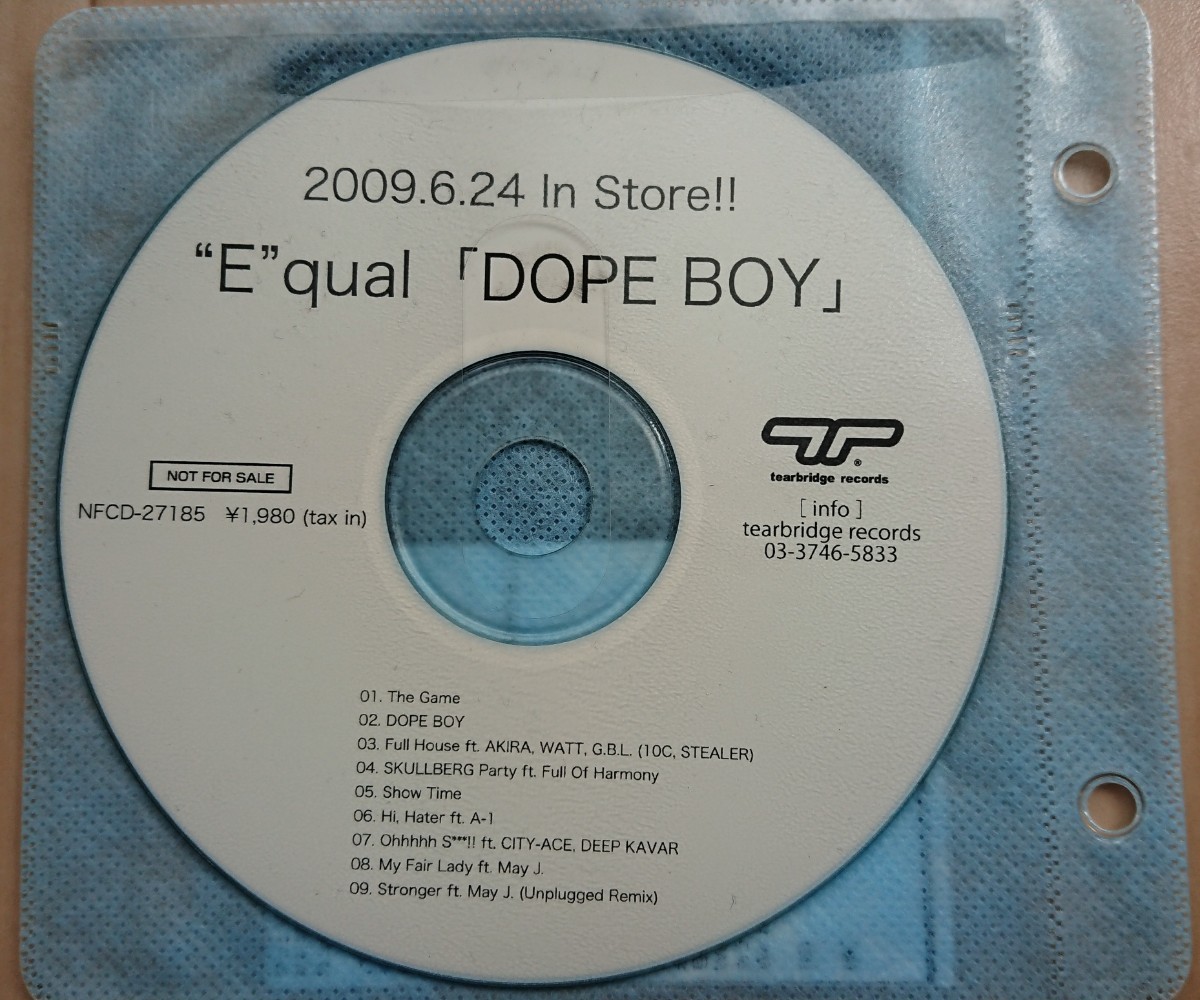 2009.6.24 In Store!!
“E”qual「DOPE BOY」
NOT FOR SALE
NFCD-27185 ¥1,980 (tax in)
tearbridge records
[ info ]
tearbridge records
03-3746-5833
01. The Game
02. DOPE BOY
03. Full House ft. AKIRA, WATT, G.B.L. (10C, STEALER)
04. SKULLBERG Party ft. Full Of Harmony
05. Show Time
06. Hi, Hater ft. A-1
07. Ohhhhh S***!! ft. CITY-ACE, DEEP KAVAR
08. My Fair Lady ft. May J.
09. Stronger ft. May J. (Unplugged Remix)